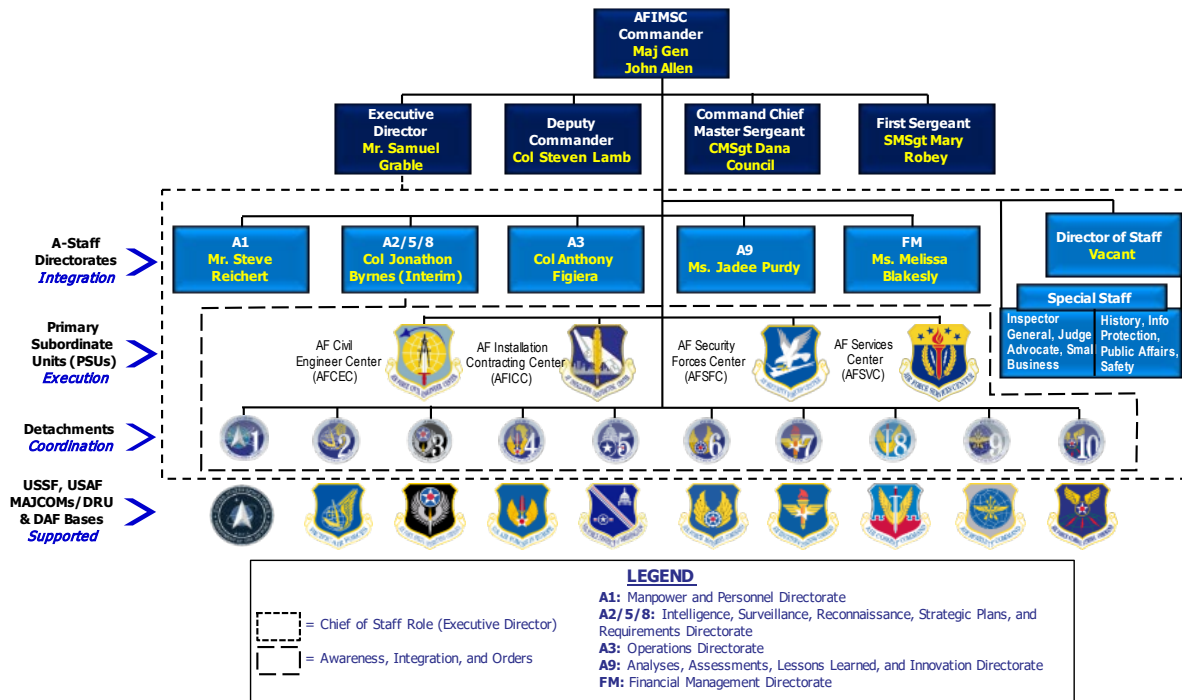 AFIMSC
Commander
Maj Gen
John Allen
Executive
Director
Mr. Samuel
Grable
Deputy
Commander
Col Steven Lamb
Command Chief
Master Sergeant
CMSgt Dana
Council
First Sergeant
SMSgt Mary
Robey
A-Staff
Directorates
Integration
A1
Mr. Steve
Reichert
A2/5/8
Col Jonathon
Byrnes (Interim)
A3
Col Anthony
Figiera
A9
Ms. Jadee Purdy
FM
Ms. Melissa
Blakesly
Director of Staff
Vacant
Special Staff
Inspector
General, Judge
Advocate, Smal
Business
History, Info
Protection,
Public Affairs,
Safety
Primary
Subordinate
Units (PSUs)
Execution
AF Civil
Engineer Center
(AFCEC)
AF Installation
Contracting Center
(AFICC)
AF Security
Forces Center
(AFSFC)
AF Services
Center
(AFSVC)
Detachments
Coordination
1
2
3
4
5
6
7
8
9
10
USSF, USAF
MAJCOMs/DRU
& DAF Bases
Supported
LEGEND
= Chief of Staff Role (Executive Director)
= Awareness, Integration, and Orders
A1: Manpower and Personnel Directorate
A2/5/8: Intelligence, Surveillance, Reconnaissance, Strategic Plans, and
Requirements Directorate
A3: Operations Directorate
A9: Analyses, Assessments, Lessons Learned, and Innovation Directorate
FM: Financial Management Directorate